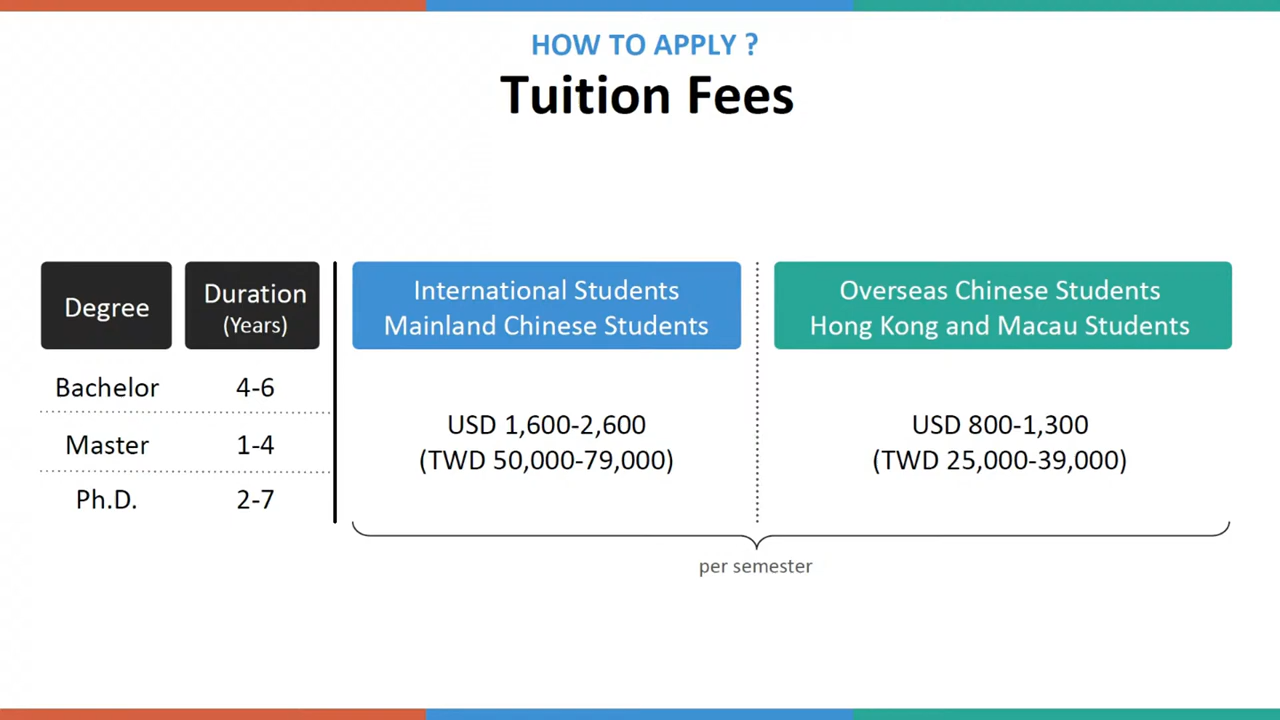 HOW TO APPLY ?
Tuition Fees
Degree
Duration
(Years)
International Students
Mainland Chinese Students
Overseas Chinese Students
Hong Kong and Macau Students
Bachelor 4-6
Master 1-4
Ph.D. 2-7
USD 1,600-2,600
(TWD 50,000-79,000)
USD 800-1,300
(TWD 25,000-39,000)
per semester